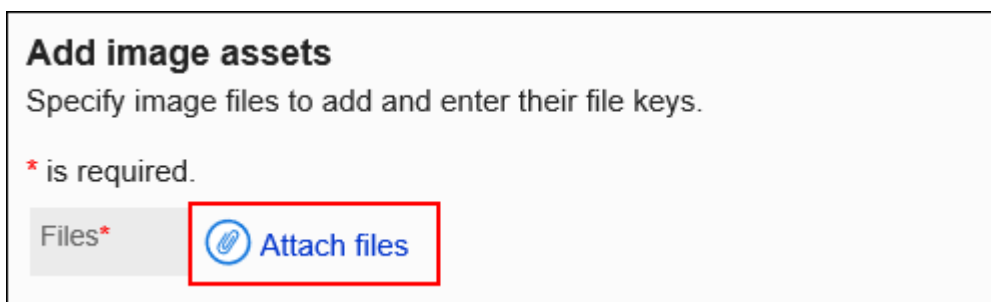 Add image assets
Specify image files to add and enter their file keys.
* is required.
Files* Attach files